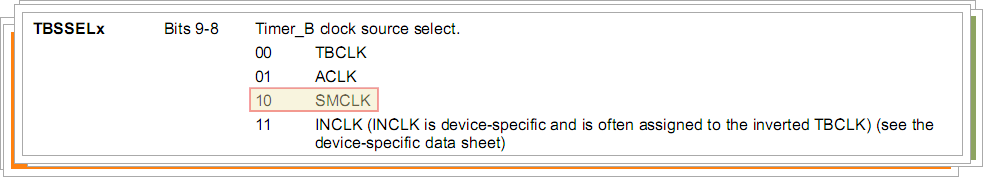 TBSSELx Bits 9-8 Timer_B clock source select.
00 TBCLK
01 ACLK
10 SMCLK
11 INCLK (INCLK is device-specific and is often assigned to the inverted TBCLK) (see the
device-specific data sheet)